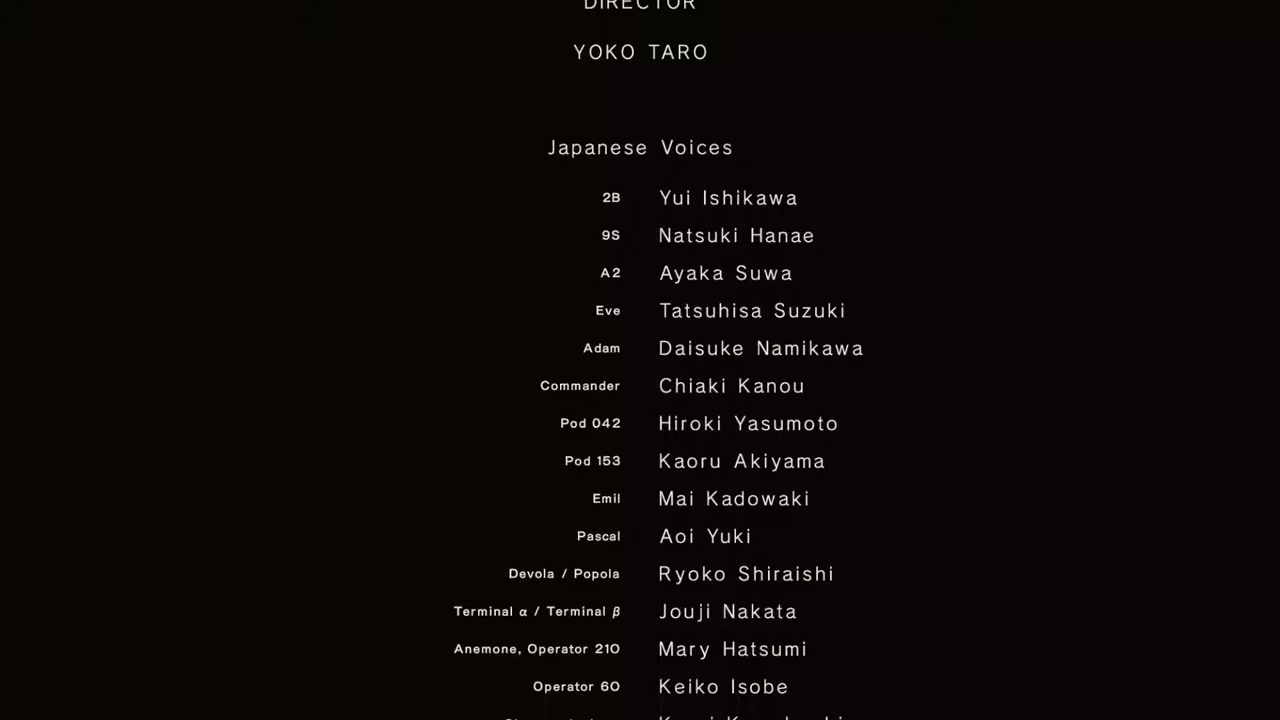 DIRECTOR
YOKO TARO
Japanese Voices
2B Yui Ishikawa
9S Natsuki Hanae
A2 Ayaka Suwa
Eve Tatsuhisa Suzuki
Adam Daisuke Namikawa
Commander Chiaki Kanou
Pod 042 Hiroki Yasumoto
Pod 153 Kaoru Akiyama
Emil Mai Kadowaki
Pascal Aoi Yuki
Devola / Popola Ryoko Shiraishi
Terminal α / Terminal β Jouji Nakata
Anemone, Operator 21O Mary Hatsumi
Operator 6O Keiko Isobe